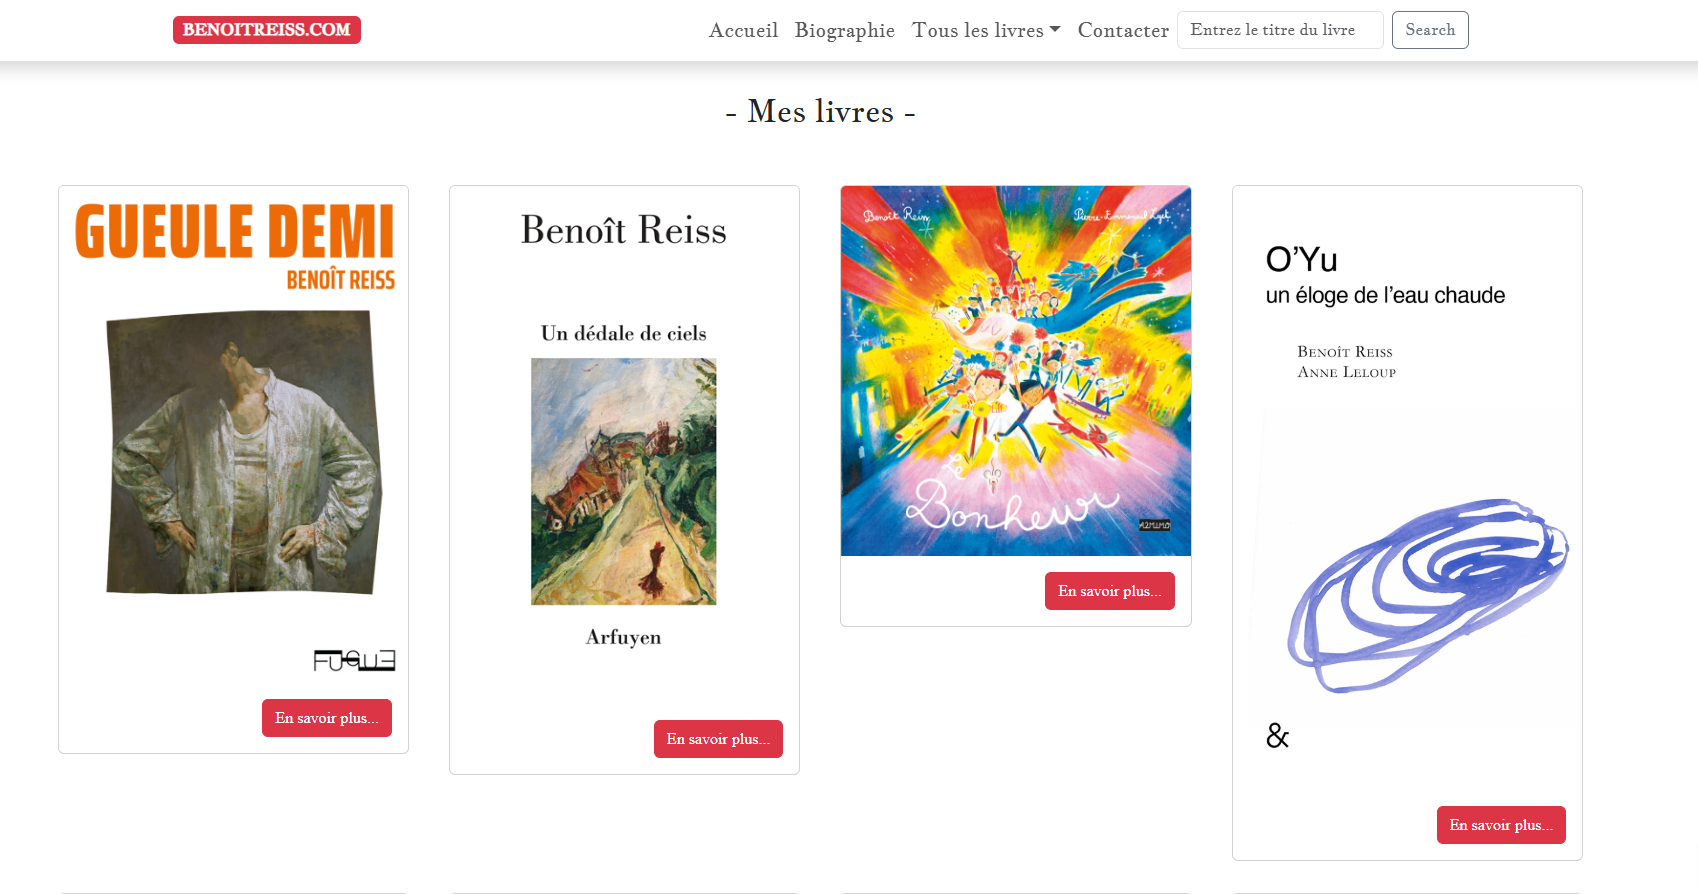 BENOITREISS.COM
Accueil Biographie Tous les livres Contacter Entrez le titre du livre Search
- Mes livres -
GUEULE DEMI
BENOÎT REISS
FUGUE
En savoir plus...
Benoît Reiss
Un dédale de ciels
Arfuyen
En savoir plus...
Benoît Reiss
Pierre-Emmanuel Lyet
Le
Bonheur
En savoir plus...
O'Yu
un éloge de l'eau chaude
BENOÎT REISS
ANNE LELOUP
&
En savoir plus...